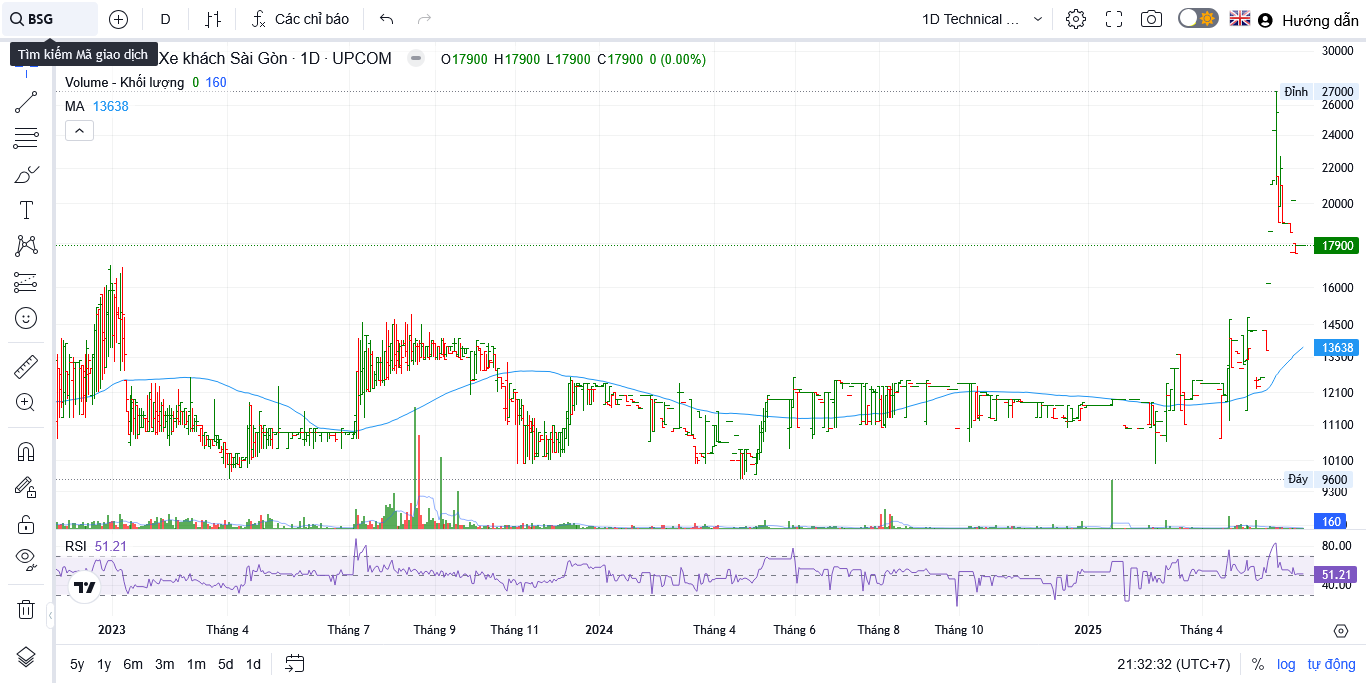 BSG
D
Các chỉ báo
1D Technical ...
Hướng dẫn
Tìm kiếm Mã giao dịch
Xe khách Sài Gòn · 1D · UPCOM
O17900 H17900 L17900 C17900 0 (0.00%)
Volume - Khối lượng 0 160
MA 13638
30000
Đỉnh 27000
26000
24000
22000
20000
17900
16000
14500
13638
13300
12100
11100
10100
Đáy 9600
9300
160
RSI 51.21
80.00
51.21
40.00
2023
Tháng 4
Tháng 7
Tháng 9
Tháng 11
2024
Tháng 4
Tháng 6
Tháng 8
Tháng 10
2025
Tháng 4
5y 1y 6m 3m 1m 5d 1d
21:32:32 (UTC+7)
% log tự động